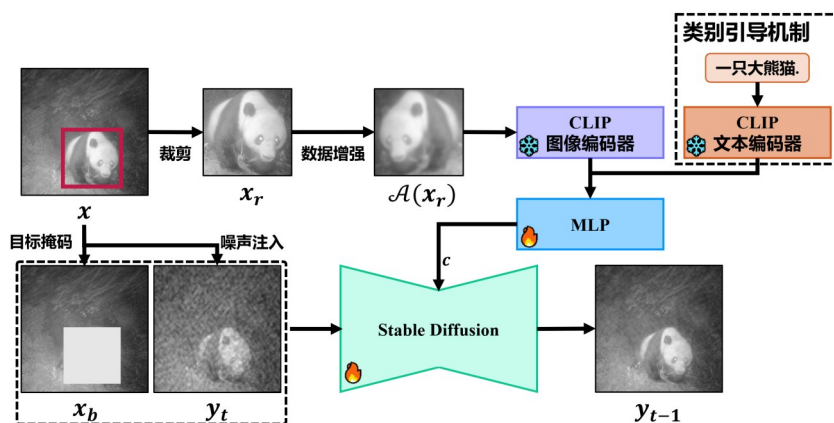 类别引导机制
一只大熊猫.
CLIP
图像编码器
CLIP
文本编码器
裁剪
数据增强
x
x_r
𝒜(x_r)
MLP
目标掩码
噪声注入
c
Stable Diffusion
x_b
y_t
y_{t-1}